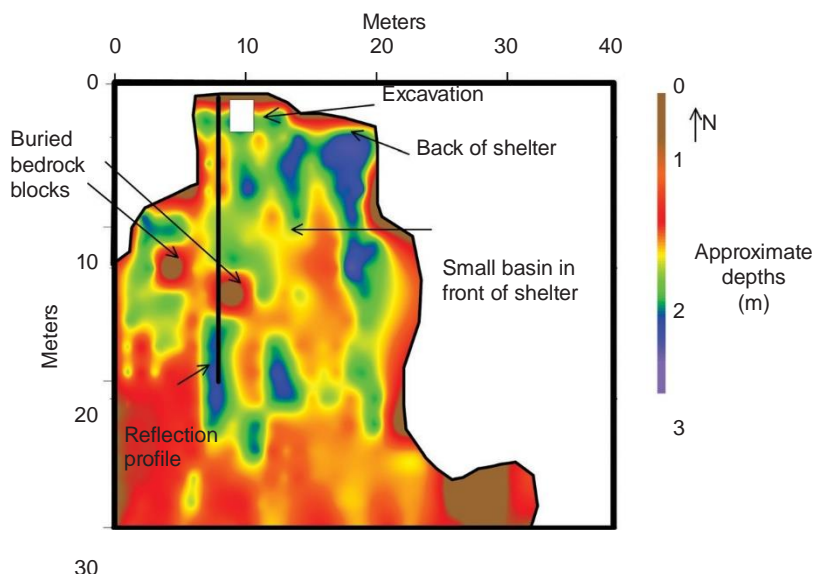 Meters
0 10 20 30 40
0
Excavation
Buried
bedrock
blocks
Back of shelter
10
Small basin in
front of shelter
Meters
20
Reflection
profile
30
0
N
1
Approximate
depths
(m)
2
3